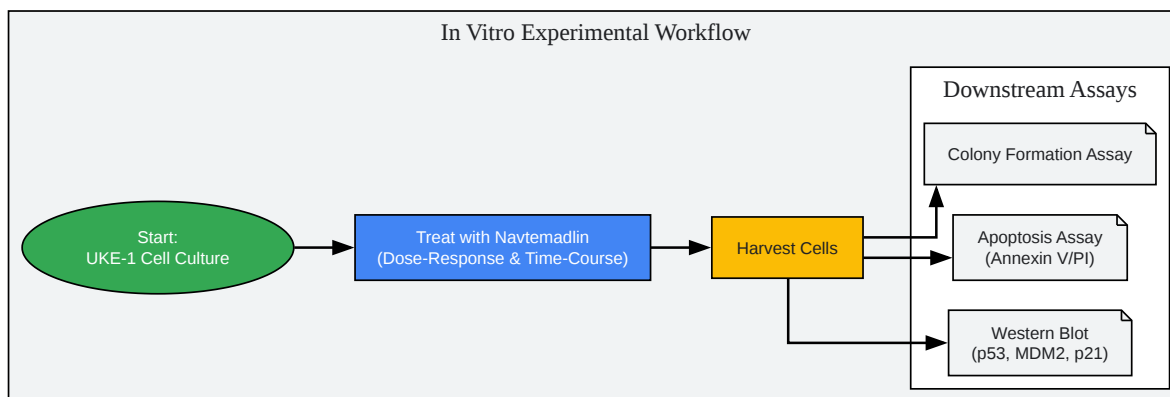 In Vitro Experimental Workflow
Downstream Assays
Colony Formation Assay
Start:
UKE-1 Cell Culture
Treat with Navtemadlin
(Dose-Response & Time-Course)
Harvest Cells
Apoptosis Assay
(Annexin V/PI)
Western Blot
(p53, MDM2, p21)